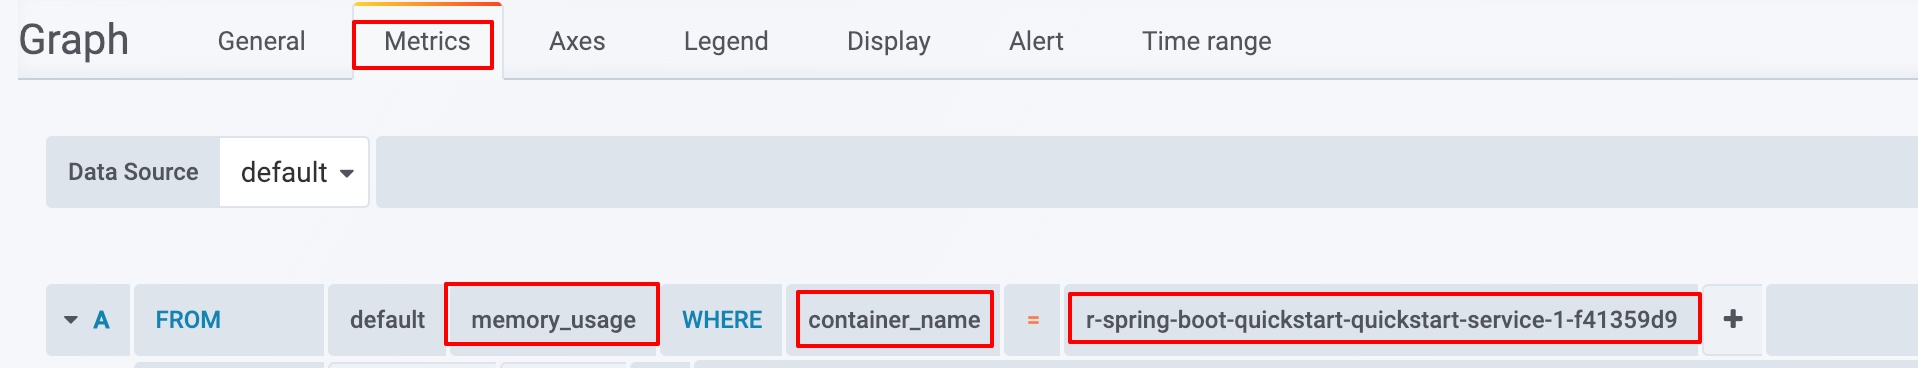 Graph General Metrics Axes Legend Display Alert Time range
Data Source default
A FROM default memory_usage WHERE container_name = r-spring-boot-quickstart-quickstart-service-1-f41359d9 +